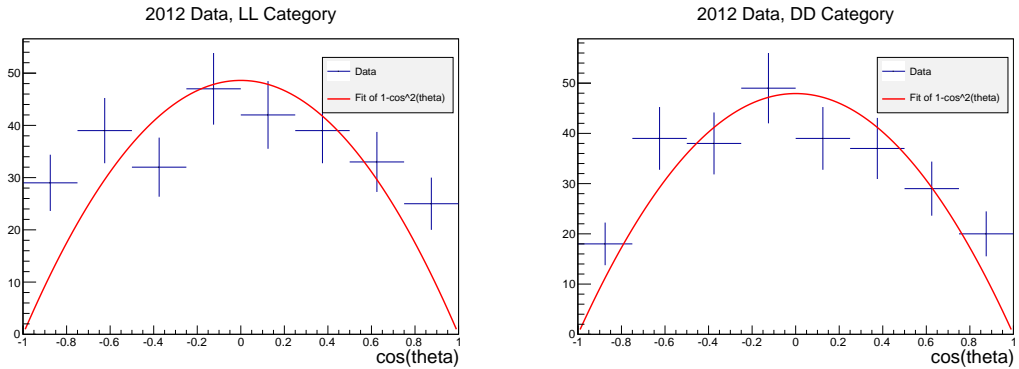 2012 Data, LL Category
50
40
30
20
10
0
Data
Fit of 1-cos^2(theta)
-1 -0.8 -0.6 -0.4 -0.2 0 0.2 0.4 0.6 0.8 1
cos(theta)
2012 Data, DD Category
50
40
30
20
10
0
Data
Fit of 1-cos^2(theta)
-1 -0.8 -0.6 -0.4 -0.2 0 0.2 0.4 0.6 0.8 1
cos(theta)